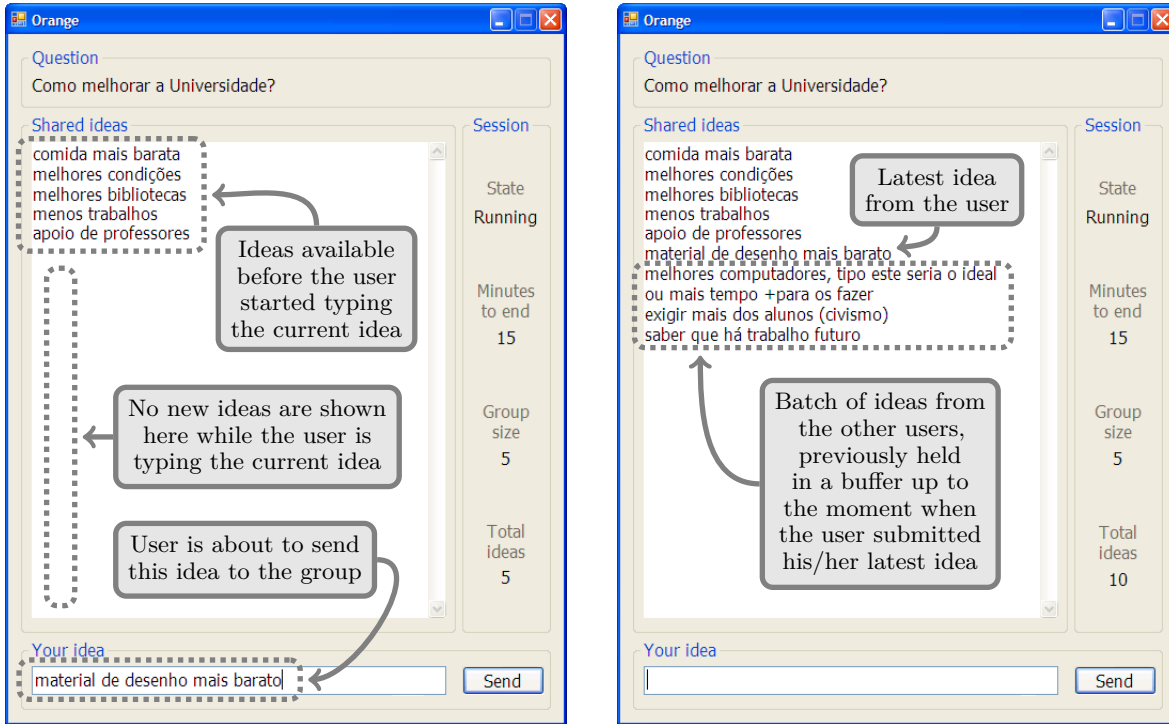 Orange
Question
Como melhorar a Universidade?
Shared ideas
comida mais barata
melhores condições
melhores bibliotecas
menos trabalhos
apoio de professores
Ideas available
before the user
started typing
the current idea
No new ideas are shown
here while the user is
typing the current idea
User is about to send
this idea to the group
Session
State
Running
Minutes
to end
15
Group
size
5
Total
ideas
5
Your idea
material de desenho mais barato
Send
Orange
Question
Como melhorar a Universidade?
Shared ideas
comida mais barata
melhores condições
melhores bibliotecas
menos trabalhos
apoio de professores
material de desenho mais barato
melhores computadores, tipo este seria o ideal
ou mais tempo +para os fazer
exigir mais dos alunos (civismo)
saber que há trabalho futuro
Latest idea
from the user
Batch of ideas from
the other users,
previously held
in a buffer up to
the moment when
the user submitted
his/her latest idea
Session
State
Running
Minutes
to end
15
Group
size
5
Total
ideas
10
Your idea
Send